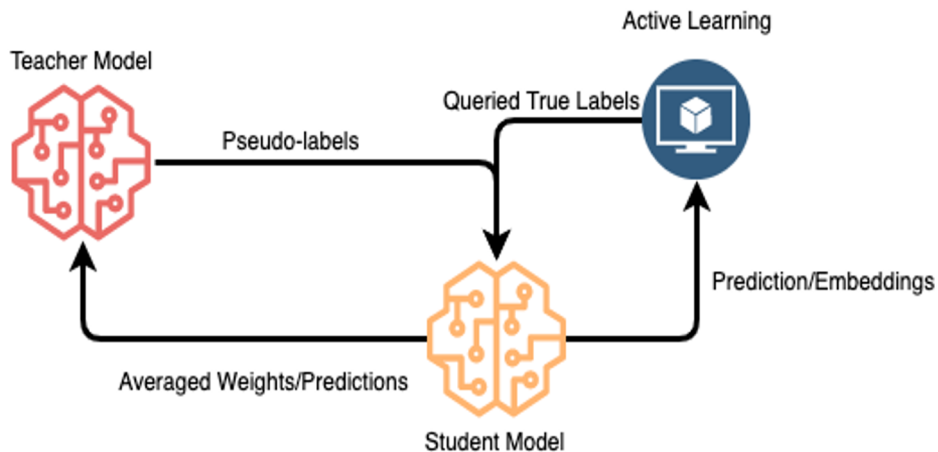 Active Learning
Teacher Model
Queried True Labels
Pseudo-labels
Prediction/Embeddings
Averaged Weights/Predictions
Student Model